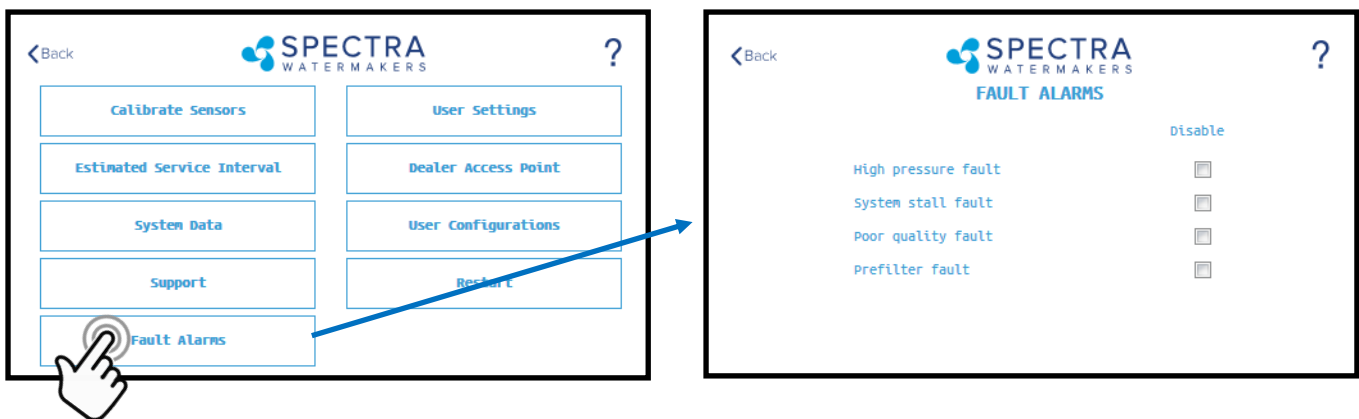 Back
SPECTRA
WATERMAKERS
?
Calibrate Sensors
User Settings
Estimated Service Interval
Dealer Access Point
System Data
User Configurations
Support
Restart
Fault Alarms
Back
SPECTRA
WATERMAKERS
?
FAULT ALARMS
Disable
High pressure fault
System stall fault
Poor quality fault
Prefilter fault